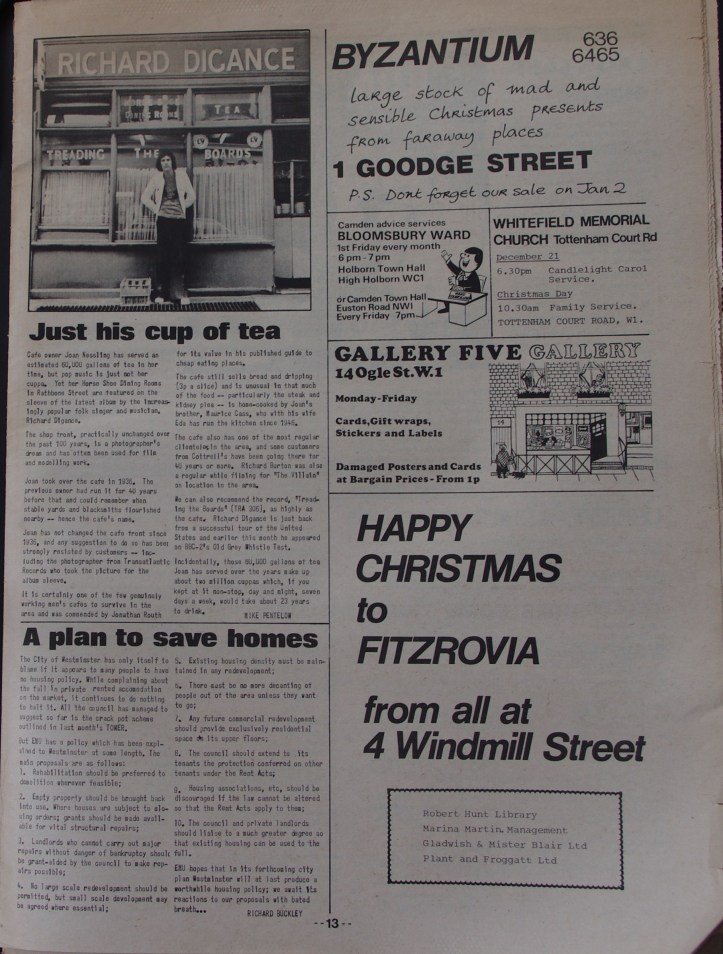 RICHARD DIGANCE
DINING ROOMS
TEA
TREADING THE BOARDS
Just his cup of tea
Cafe owner Jean Nessling has served an
estimated 60,000 gallons of tea in her
time, but pop music is just not her
cuppa. Yet her Horse Shoe Dining Rooms
in Rathbone Street are featured on the
sleeve of the latest album by the increas-
ingly popular folk singer and musician,
Richard Digance.
The shop front, practically unchanged over
the past 100 years, is a photographer's
dream and has often been used for film
and modelling work.
Jean took over the cafe in 1936. The
previous owner had run it for 40 years
before that and could remember when
stable yards and blacksmiths flourished
nearby -- hence the cafe's name.
Jean has not changed the cafe front since
1936, and any suggestion to do so has been
strongly resisted by customers -- inc-
luding the photographer from Transatlantic
Records who took the picture for the
album sleeve.
It is certainly one of the few genuinely
working men's cafes to survive in the
area and was commended by Jonathan Routh
for its value in his published guide to
cheap eating places.
The cafe still sells bread and dripping
(3p a slice) and is unusual in that much
of the food -- particularly the steak and
kidney pies -- is home-cooked by Jean's
brother, Maurice Cass, who with his wife
Eda has run the kitchen since 1946.
The cafe also has one of the most regular
clienteles in the area, and some customers
from Cottrell's have been going there for
40 years or more. Richard Burton was also
a regular while filming for "The Villain"
on location in the area.
We can also recommend the record, "Tread-
ing the Boards" (TRA 306), as highly as
the cafe. Richard Digance is just back
from a successful tour of the United
States and earlier this month he appeared
on BBC-2's Old Grey Whistle Test.
Incidentally, those 60,000 gallons of tea
Jean has served over the years make up
about two million cuppas which, if you
kept at it non-stop, day and night, seven
days a week, would take about 23 years
to drink.
MIKE PENTELOW
A plan to save homes
The City of Westminster has only itself to
blame if it appears to many people to have
no housing policy. While complaining about
the fall in private rented accommodation
on the market, it continues to do nothing
to halt it. All the council has managed to
suggest so far is the crack pot scheme
outlined in last month's TOWER.
But EMU has a policy which has been expl-
ained to Westminster at some length. The
main proposals are as follows:
1. Rehabilitation should be preferred to
demolition wherever feasible;
2. Empty property should be brought back
into use. Where houses are subject to clo-
sing orders; grants should be made avail-
able for vital structural repairs;
3. Landlords who cannot carry out major
repairs without danger of bankruptcy should
be grant-aided by the council to make rep-
airs possible;
4. No large scale redevelopment should be
permitted, but small scale development may
be agreed where essential;
5. Existing housing density must be main-
tained in any redevelopment;
6. There must be no more decanting of
people out of the area unless they want
to go;
7. Any future commercial redevelopment
should provide exclusively residential
space in its upper floors;
8. The council should extend to its
tenants the protection conferred on other
tenants under the Rent Acts;
9. Housing associations, etc, should be
discouraged if the law cannot be altered
so that the Rent Acts apply to them;
10. The council and private landlords
should liaise to a much greater degree so
that existing housing can be used to the
full.
EMU hopes that in its forthcoming city
plan Westminster will at last produce a
worthwhile housing policy; we await its
reactions to our proposals with bated
breath...
RICHARD BUCKLEY
BYZANTIUM 636
6465
large stock of mad and
sensible Christmas presents
from faraway places
1 GOODGE STREET
P.S. Dont forget our sale on Jan 2
Camden advice services
BLOOMSBURY WARD
1st Friday every month
6 pm - 7 pm
Holborn Town Hall
High Holborn WC1
or Camden Town Hall
Euston Road NW1
Every Friday 7pm
WHITEFIELD MEMORIAL
CHURCH Tottenham Court Rd
December 21
6.30pm Candlelight Carol
Service.
Christmas Day
10.30am Family Service.
TOTTENHAM COURT ROAD, W1.
GALLERY FIVE GALLERY
14 Ogle St. W.1
Monday-Friday
Cards, Gift wraps,
Stickers and Labels
Damaged Posters and Cards
at Bargain Prices - From 1p
HAPPY
CHRISTMAS
to
FITZROVIA
from all at
4 Windmill Street
Robert Hunt Library
Marina Martin Management
Gladwish & Mister Blair Ltd
Plant and Froggatt Ltd
--13--